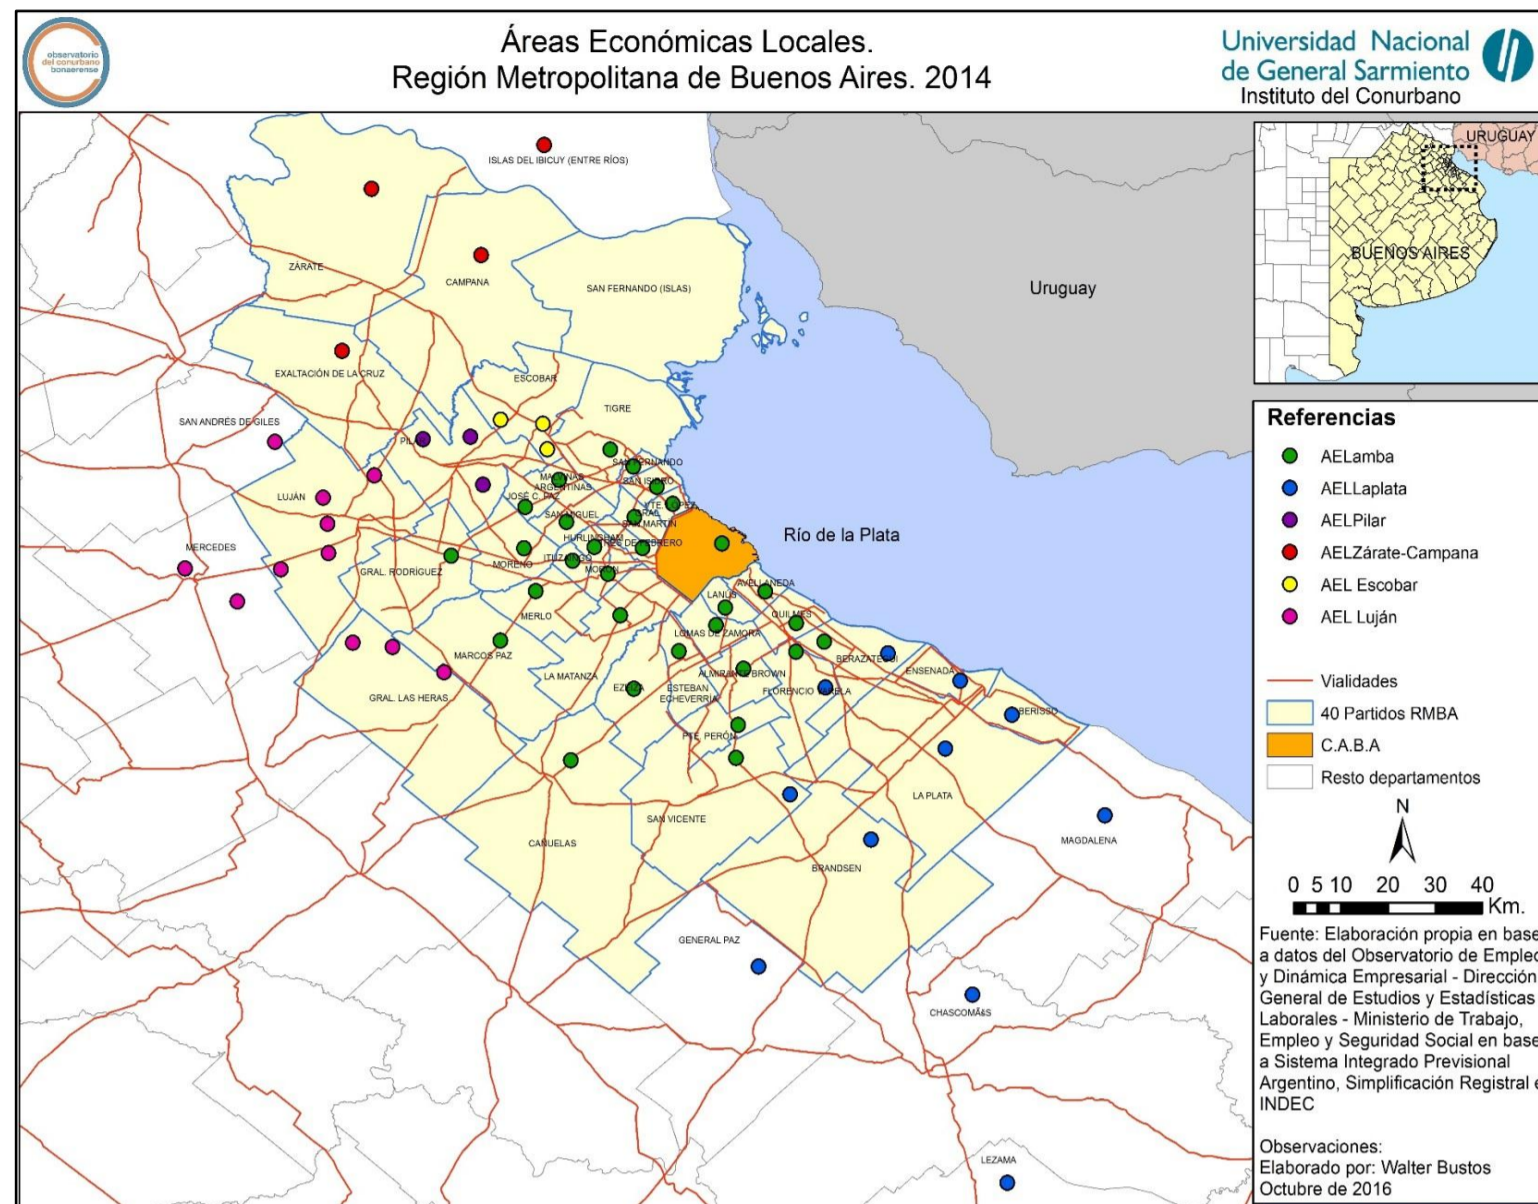 observatorio
del conurbano
bonaerense
Áreas Económicas Locales.
Región Metropolitana de Buenos Aires. 2014
Universidad Nacional
de General Sarmiento
Instituto del Conurbano
ISLAS DEL IBICUY (ENTRE RÍOS)
ZÁRATE
CAMPANA
SAN FERNANDO (ISLAS)
Uruguay
URUGUAY
BUENOS AIRES
EXALTACIÓN DE LA CRUZ
ESCOBAR
TIGRE
SAN ANDRÉS DE GILES
PILAR
SAN FERNANDO
SAN ISIDRO
MALVINAS
ARGENTINAS
JOSÉ C. PAZ
LUJÁN
VTE. LÓPEZ
GRAL.
SAN MARTÍN
SAN MIGUEL
HURLINGHAM
TRES DE FEBRERO
Río de la Plata
MERCEDES
GRAL. RODRÍGUEZ
MORENO
ITUZAINGÓ
MORÓN
AVELLANEDA
LANÚS
MERLO
QUILMES
LOMAS DE ZAMORA
MARCOS PAZ
BERAZATEGUI
ENSENADA
LA MATANZA
ALMIRANTE BROWN
EZEIZA
ESTEBAN
ECHEVERRÍA
FLORENCIO VARELA
GRAL. LAS HERAS
BERISSO
PTE. PERÓN
LA PLATA
SAN VICENTE
CAÑUELAS
MAGDALENA
BRANDSEN
GENERAL PAZ
CHASCOMÃ&S
LEZAMA
Referencias
AELamba
AELLaplata
AELPilar
AELZárate-Campana
AEL Escobar
AEL Luján
Vialidades
40 Partidos RMBA
C.A.B.A
Resto departamentos
N
0 5 10 20 30 40
Km.
Fuente: Elaboración propia en base
a datos del Observatorio de Empleo
y Dinámica Empresarial - Dirección
General de Estudios y Estadísticas
Laborales - Ministerio de Trabajo,
Empleo y Seguridad Social en base
a Sistema Integrado Previsional
Argentino, Simplificación Registral e
INDEC
Observaciones:
Elaborado por: Walter Bustos
Octubre de 2016